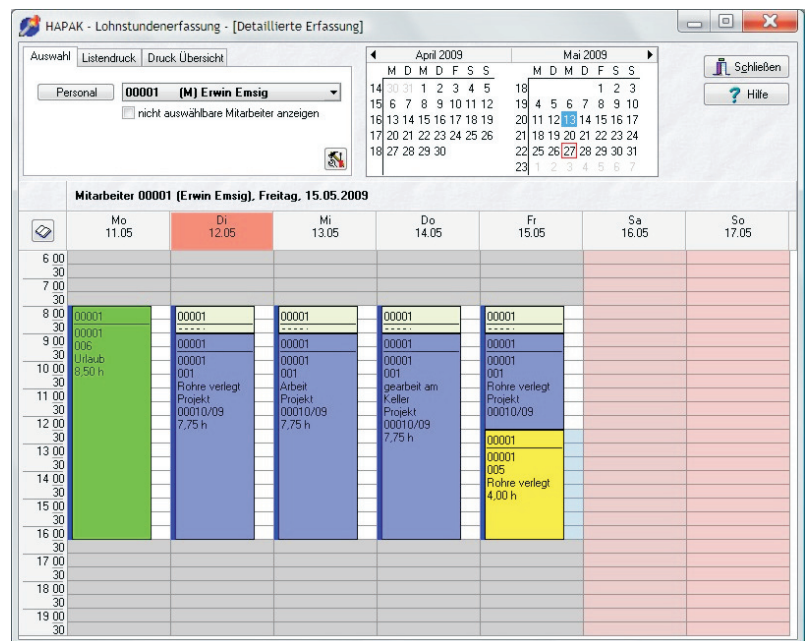 HAPAK - Lohnstundenerfassung - [Detaillierte Erfassung]
Auswahl Listendruck Druck Übersicht
Personal 00001 (M) Erwin Emsig
nicht auswählbare Mitarbeiter anzeigen
April 2009
M D M D F S S
14 30 31 1 2 3 4 5
15 6 7 8 9 10 11 12
16 13 14 15 16 17 18 19
17 20 21 22 23 24 25 26
18 27 28 29 30
Mai 2009
M D M D F S S
18 1 2 3
19 4 5 6 7 8 9 10
20 11 12 13 14 15 16 17
21 18 19 20 21 22 23 24
22 25 26 27 28 29 30 31
23 1 2 3 4 5 6 7
Schließen
Hilfe
Mitarbeiter 00001 (Erwin Emsig), Freitag, 15.05.2009
Mo Di Mi Do Fr Sa So
11.05 12.05 13.05 14.05 15.05 16.05 17.05
6 00
30
7 00
30
8 00
30
9 00
30
10 00
30
11 00
30
12 00
30
13 00
30
14 00
30
15 00
30
16 00
30
17 00
30
18 00
30
19 00
30
00001
00001
006
Urlaub
8,50 h
00001
-----
00001
00001
001
Rohre verlegt
Projekt
00010/09
7,75 h
00001
-----
00001
00001
001
Arbeit
Projekt
00010/09
7,75 h
00001
-----
00001
00001
001
gearbeit am
Keller
Projekt
00010/09
7,75 h
00001
-----
00001
00001
001
Rohre verlegt
Projekt
00010/09
00001
00001
005
Rohre verlegt
4,00 h